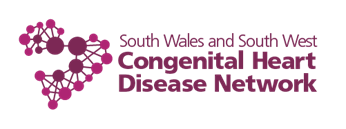 South Wales and South West
Congenital Heart
Disease Network